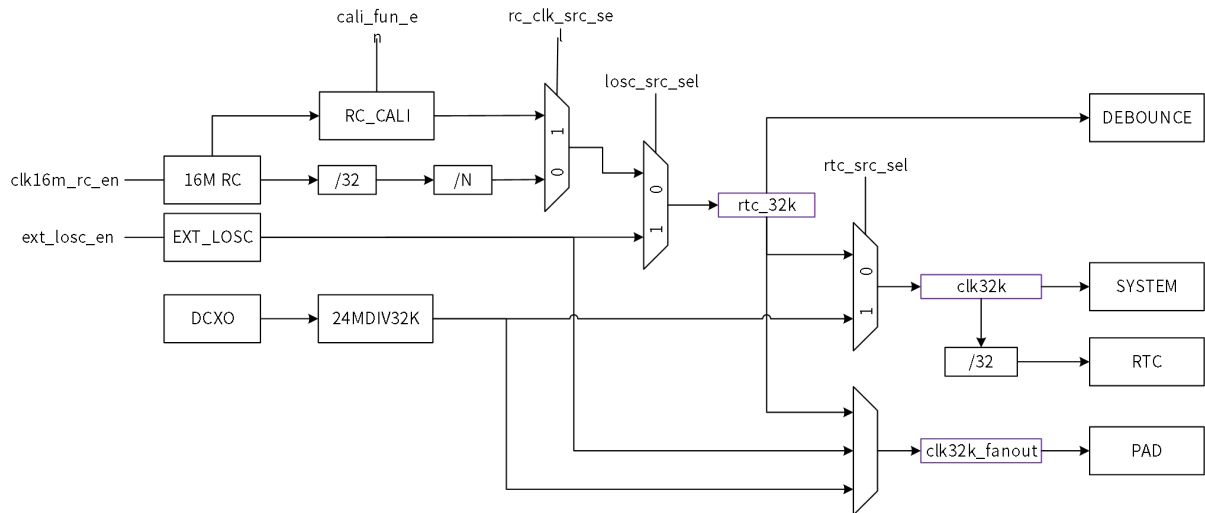 cali_fun_e
n
rc_clk_src_se
l
losc_src_sel
RC_CALI
1
0
DEBOUNCE
clk16m_rc_en
16M RC
/32
/N
0
1
rtc_src_sel
rtc_32k
ext_losc_en
EXT_LOSC
0
1
clk32k
SYSTEM
DCXO
24MDIV32K
/32
RTC
clk32k_fanout
PAD